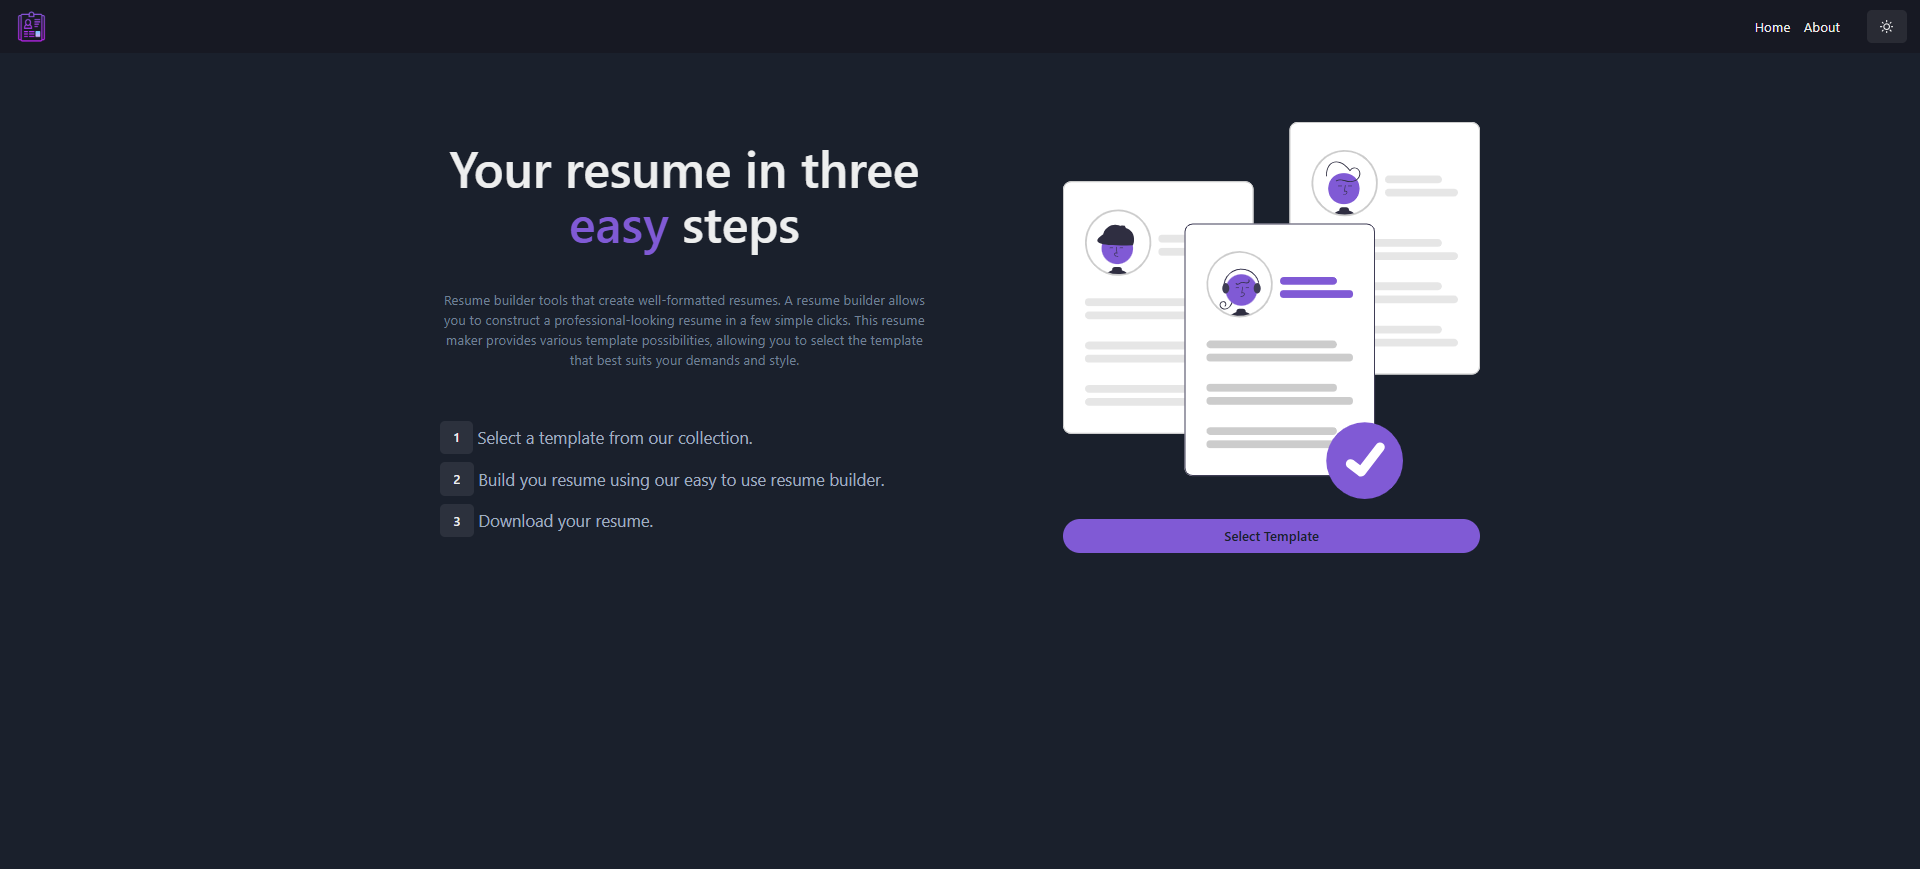 Home About
Your resume in three
easy steps
Resume builder tools that create well-formatted resumes. A resume builder allows
you to construct a professional-looking resume in a few simple clicks. This resume
maker provides various template possibilities, allowing you to select the template
that best suits your demands and style.
1 Select a template from our collection.
2 Build you resume using our easy to use resume builder.
3 Download your resume.
Select Template